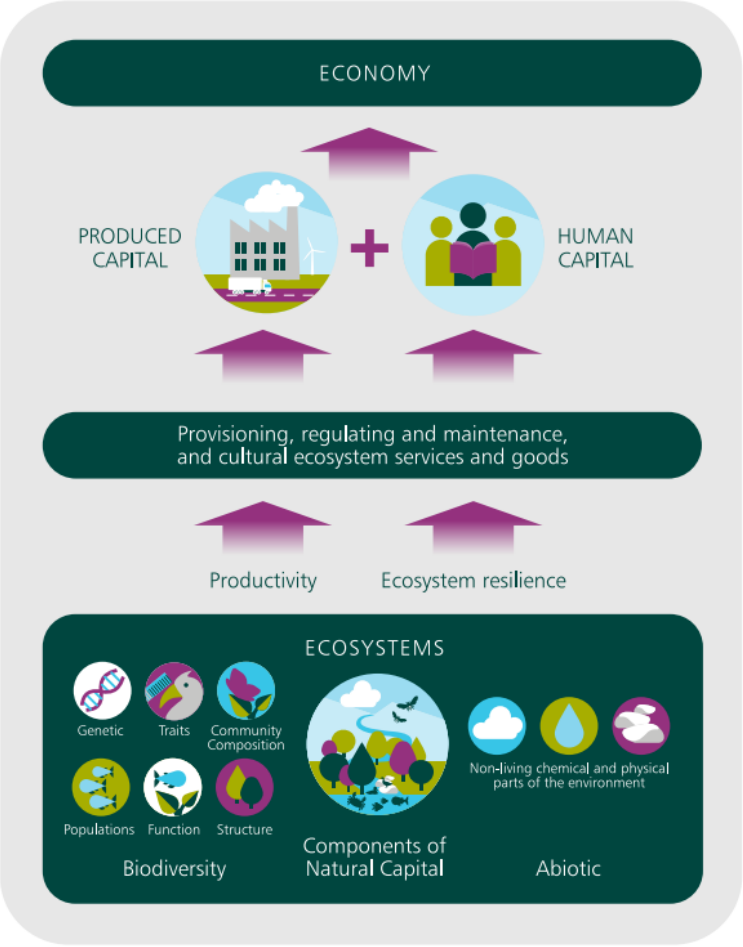 ECONOMY
PRODUCED
CAPITAL
HUMAN
CAPITAL
Provisioning, regulating and maintenance,
and cultural ecosystem services and goods
Productivity
Ecosystem resilience
ECOSYSTEMS
Genetic
Traits
Community
Composition
Populations
Function
Structure
Biodiversity
Components of
Natural Capital
Non-living chemical and physical
parts of the environment
Abiotic